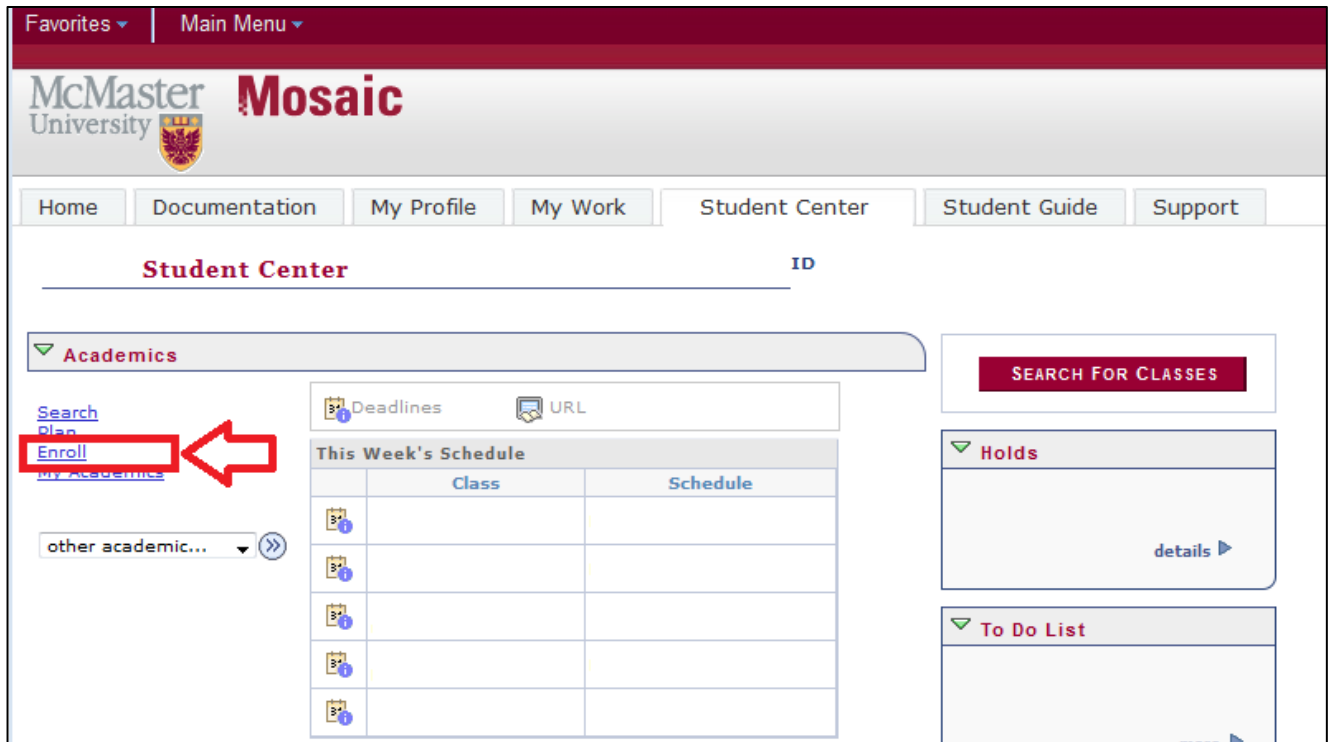 Favorites Main Menu
McMaster
University
Mosaic
Home Documentation My Profile My Work Student Center Student Guide Support
Student Center ID
Academics
SEARCH FOR CLASSES
Search
Plan
Enroll
My Academics
other academic...
Deadlines URL
This Week's Schedule
Class Schedule
Holds
details
To Do List